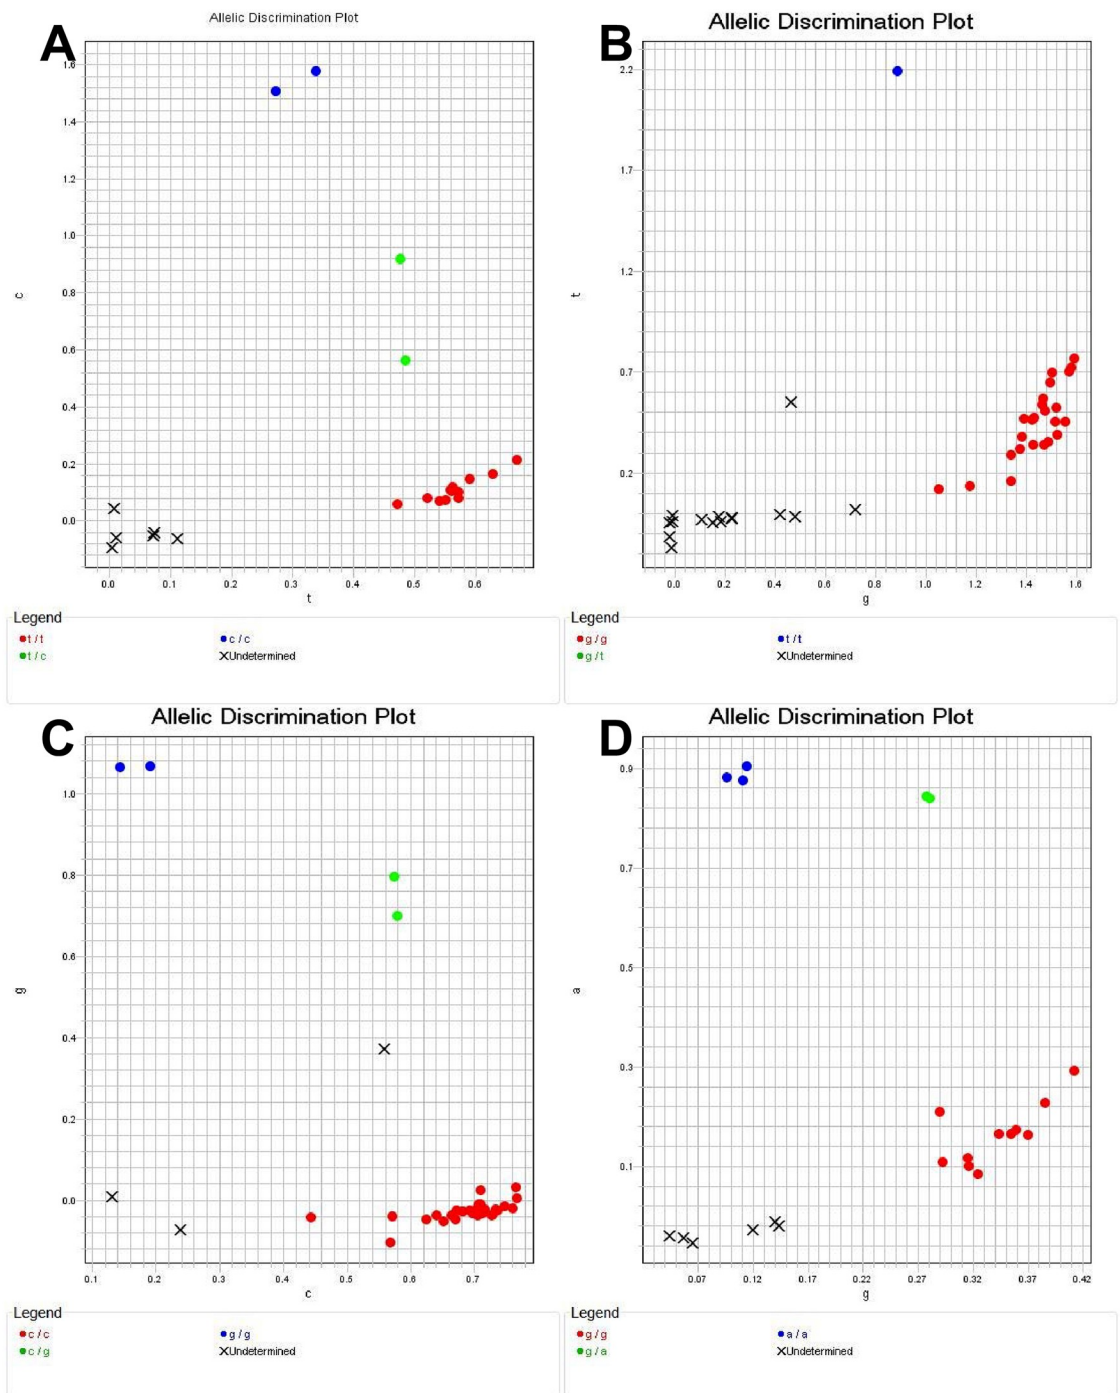 Allelic Discrimination Plot
A
1.6
1.4
1.2
1.0
0.8
0.6
0.4
0.2
0.0
c
0.0 0.1 0.2 0.3 0.4 0.5 0.6
t
Legend
t / t c / c
t / c Undetermined
Allelic Discrimination Plot
B
2.2
1.7
1.2
0.7
0.2
t
0.0 0.2 0.4 0.6 0.8 1.0 1.2 1.4 1.6
g
Legend
g / g t / t
g / t Undetermined
Allelic Discrimination Plot
C
1.0
0.8
0.6
0.4
0.2
0.0
g
0.1 0.2 0.3 0.4 0.5 0.6 0.7
c
Legend
c / c g / g
c / g Undetermined
Allelic Discrimination Plot
D
0.9
0.7
0.5
0.3
0.1
a
0.07 0.12 0.17 0.22 0.27 0.32 0.37 0.42
g
Legend
g / g a / a
g / a Undetermined